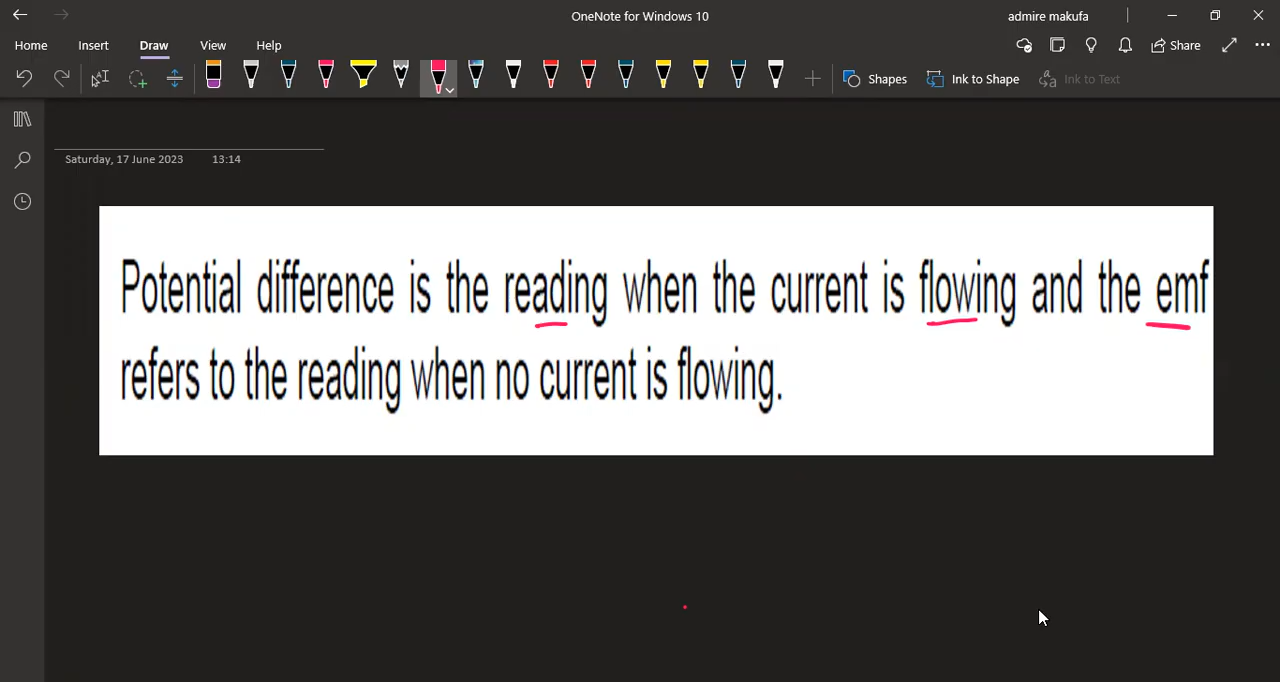 OneNote for Windows 10
admire makufa
Home Insert Draw View Help
Share
Shapes Ink to Shape Ink to Text
Saturday, 17 June 2023 13:14
Potential difference is the reading when the current is flowing and the emf
refers to the reading when no current is flowing.